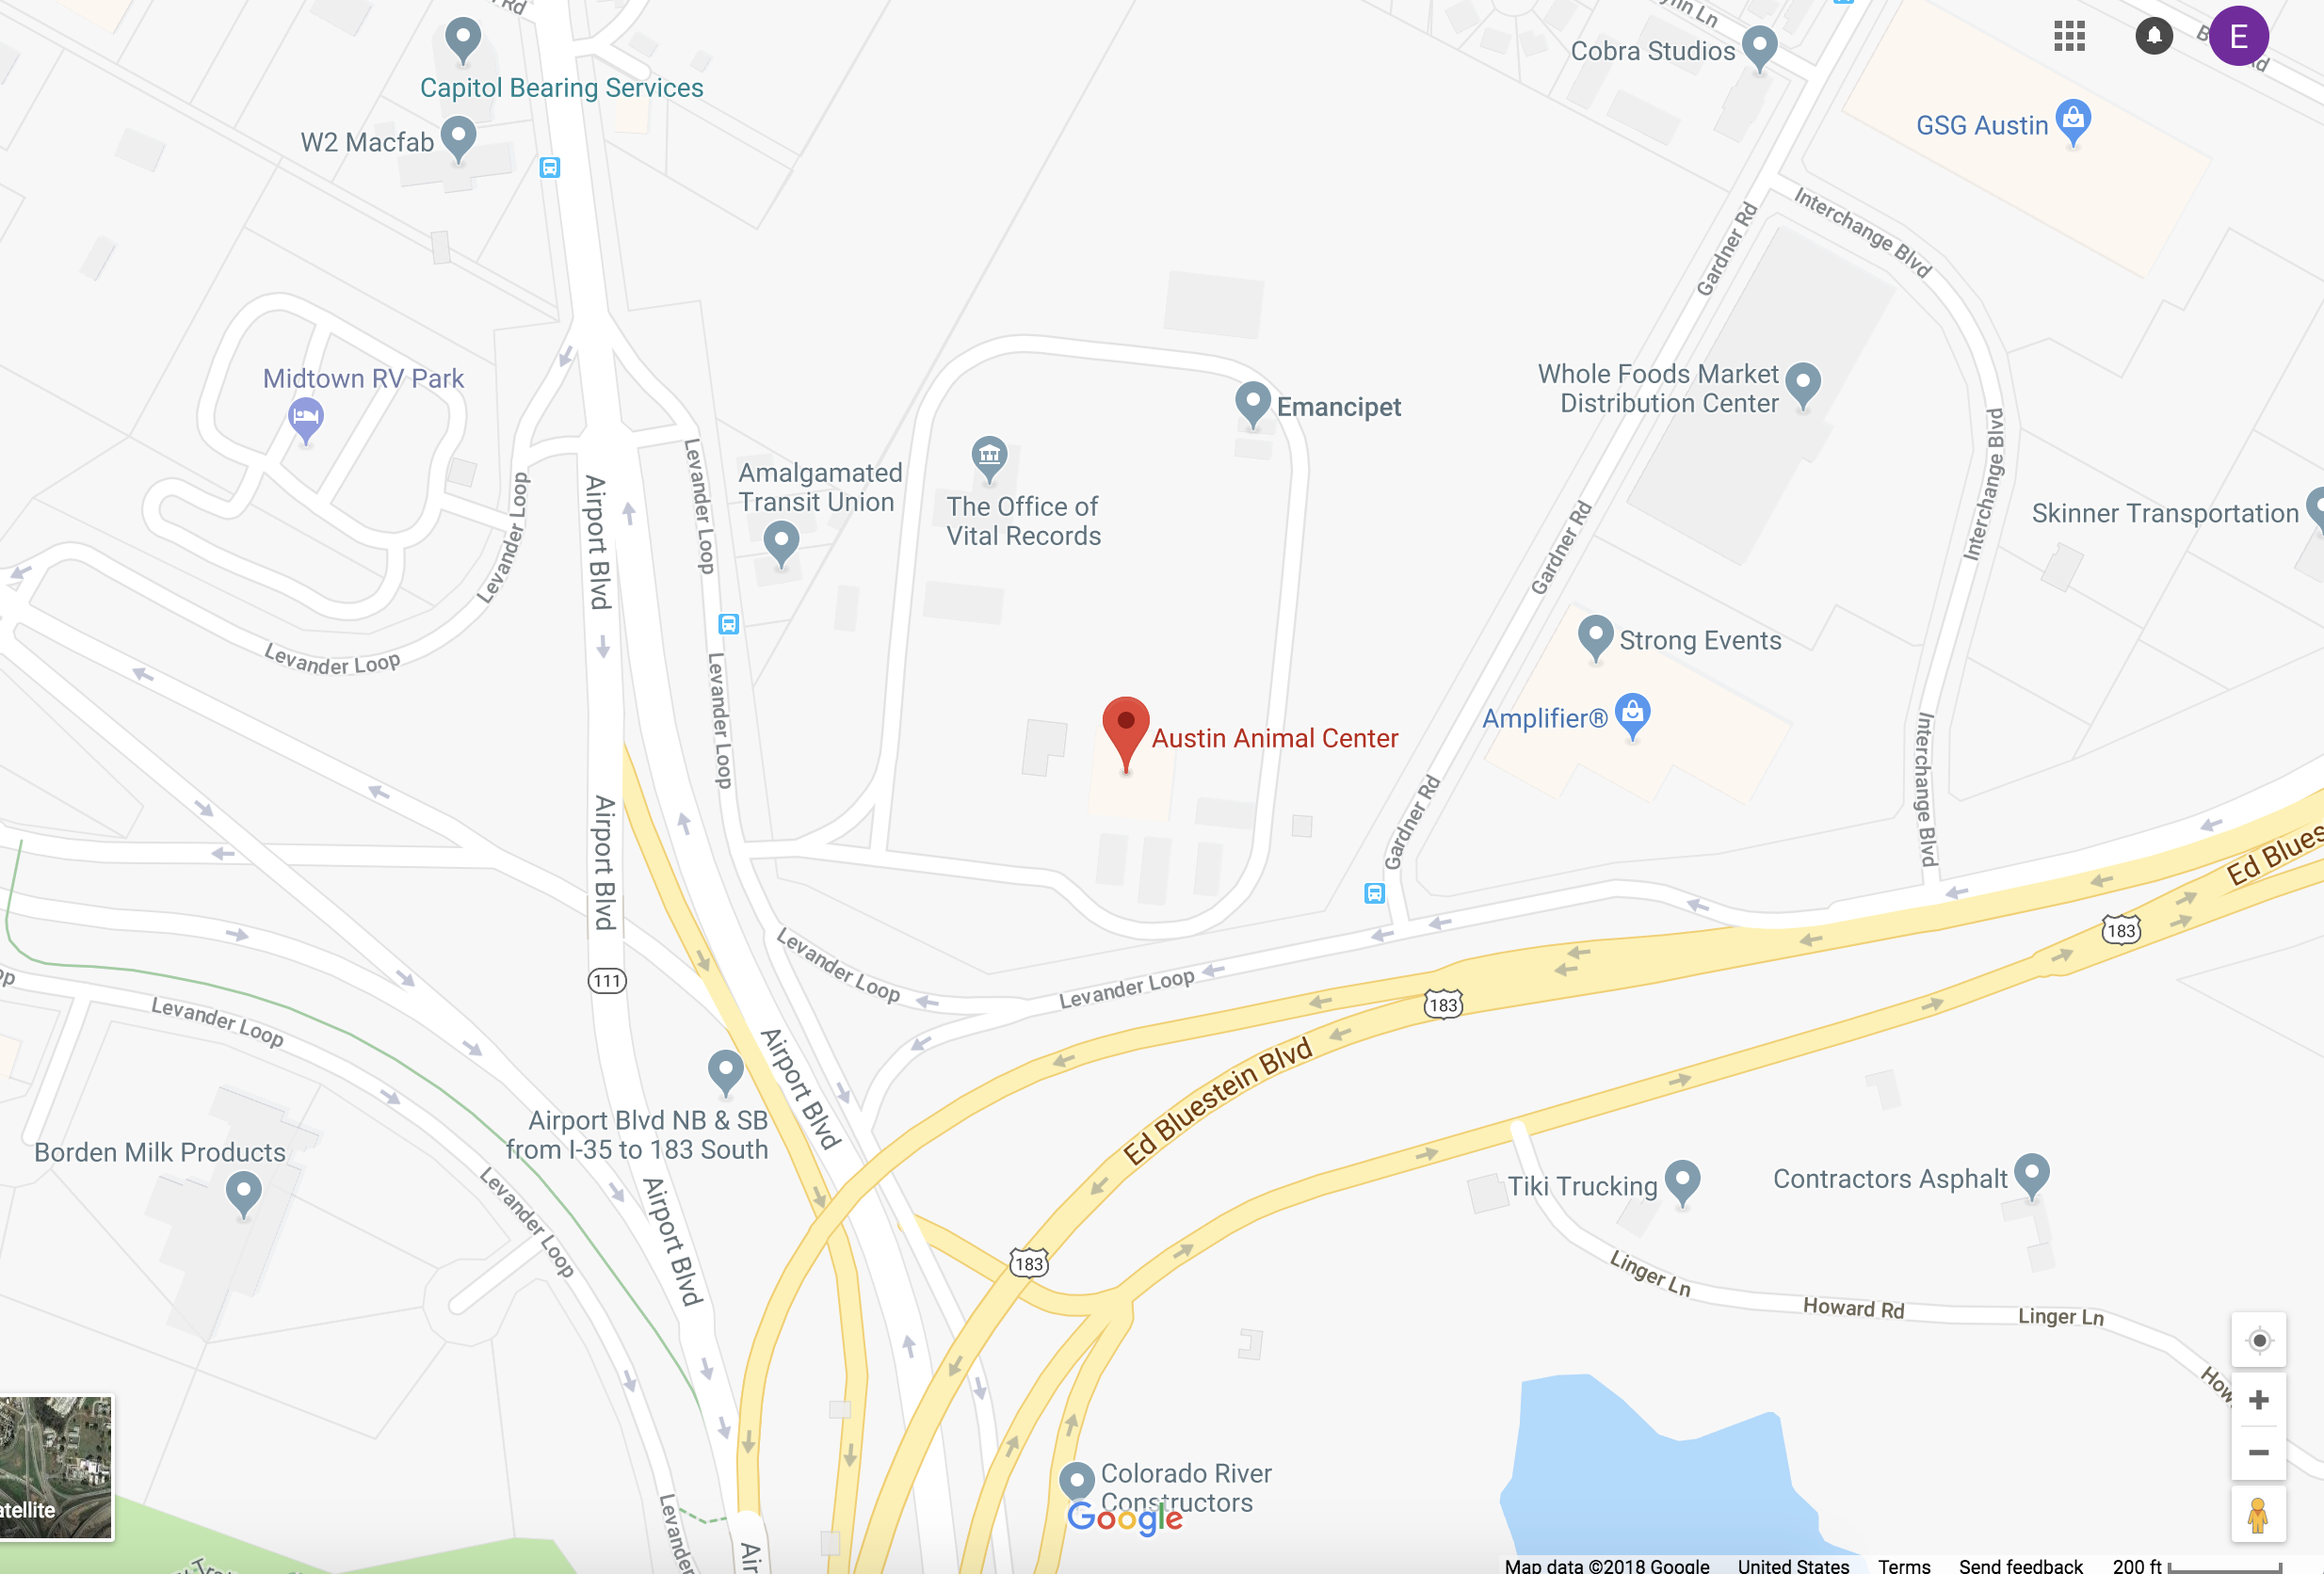 Rd
Capitol Bearing Services
W2 Macfab
Cobra Studios
E
GSG Austin
Interchange Blvd
Gardner Rd
Midtown RV Park
Emancipet
Whole Foods Market
Distribution Center
Amalgamated
Transit Union
The Office of
Vital Records
Levander Loop
Airport Blvd
Levander Loop
Gardner Rd
Interchange Blvd
Skinner Transportation
Levander Loop
Levander Loop
Strong Events
Amplifier®
Austin Animal Center
Interchange Blvd
Gardner Rd
Airport Blvd
Ed Blues
183
111
Levander Loop
Levander Loop
183
Levander Loop
Airport Blvd
Ed Bluestein Blvd
Airport Blvd NB & SB
from I-35 to 183 South
Borden Milk Products
Levander Loop
Airport Blvd
183
Tiki Trucking
Contractors Asphalt
Linger Ln
Howard Rd
Linger Ln
How
Colorado River
Constructors
Google
atellite
Levander
Air
Map data ©2018 Google United States Terms Send feedback 200 ft